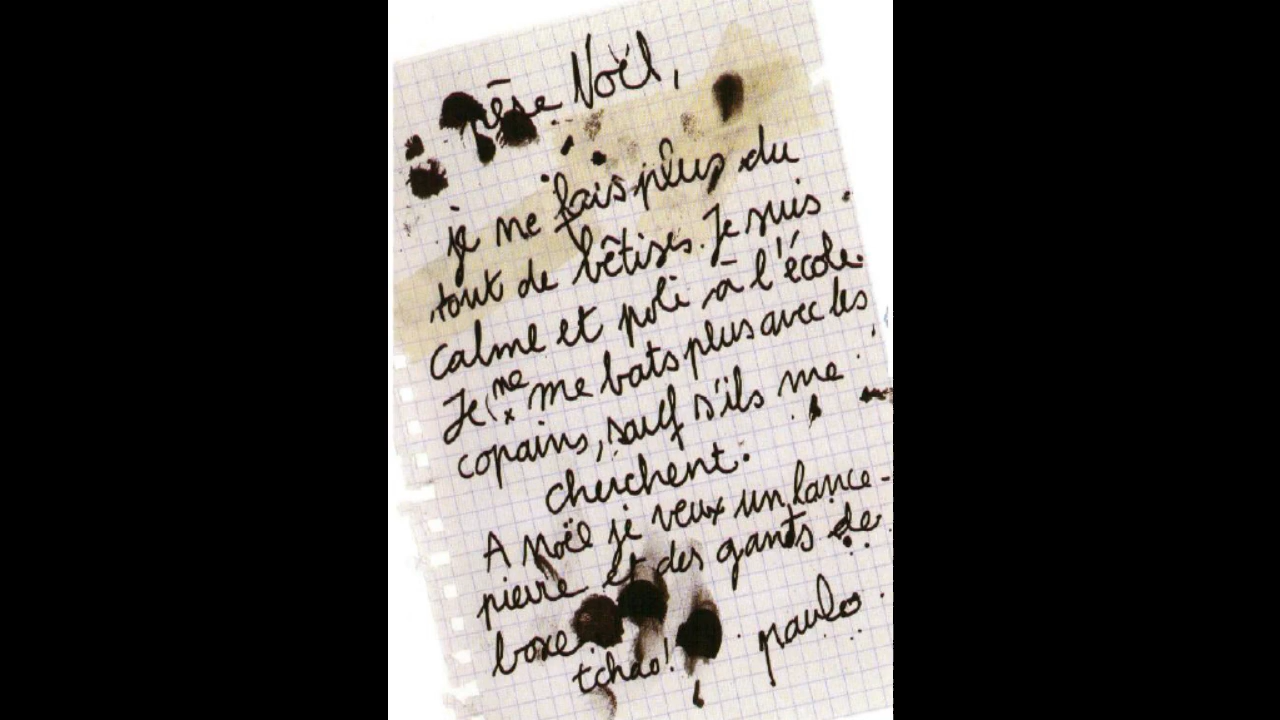 père Noël,
je ne fais plus du
tout de bêtises. Je suis
calme et poli à l'école.
Je ne me bats plus avec les
copains, sauf s'ils me
cherchent.
A Noël je veux un lance-
pierre et des gants de
boxe
tchao! paulo